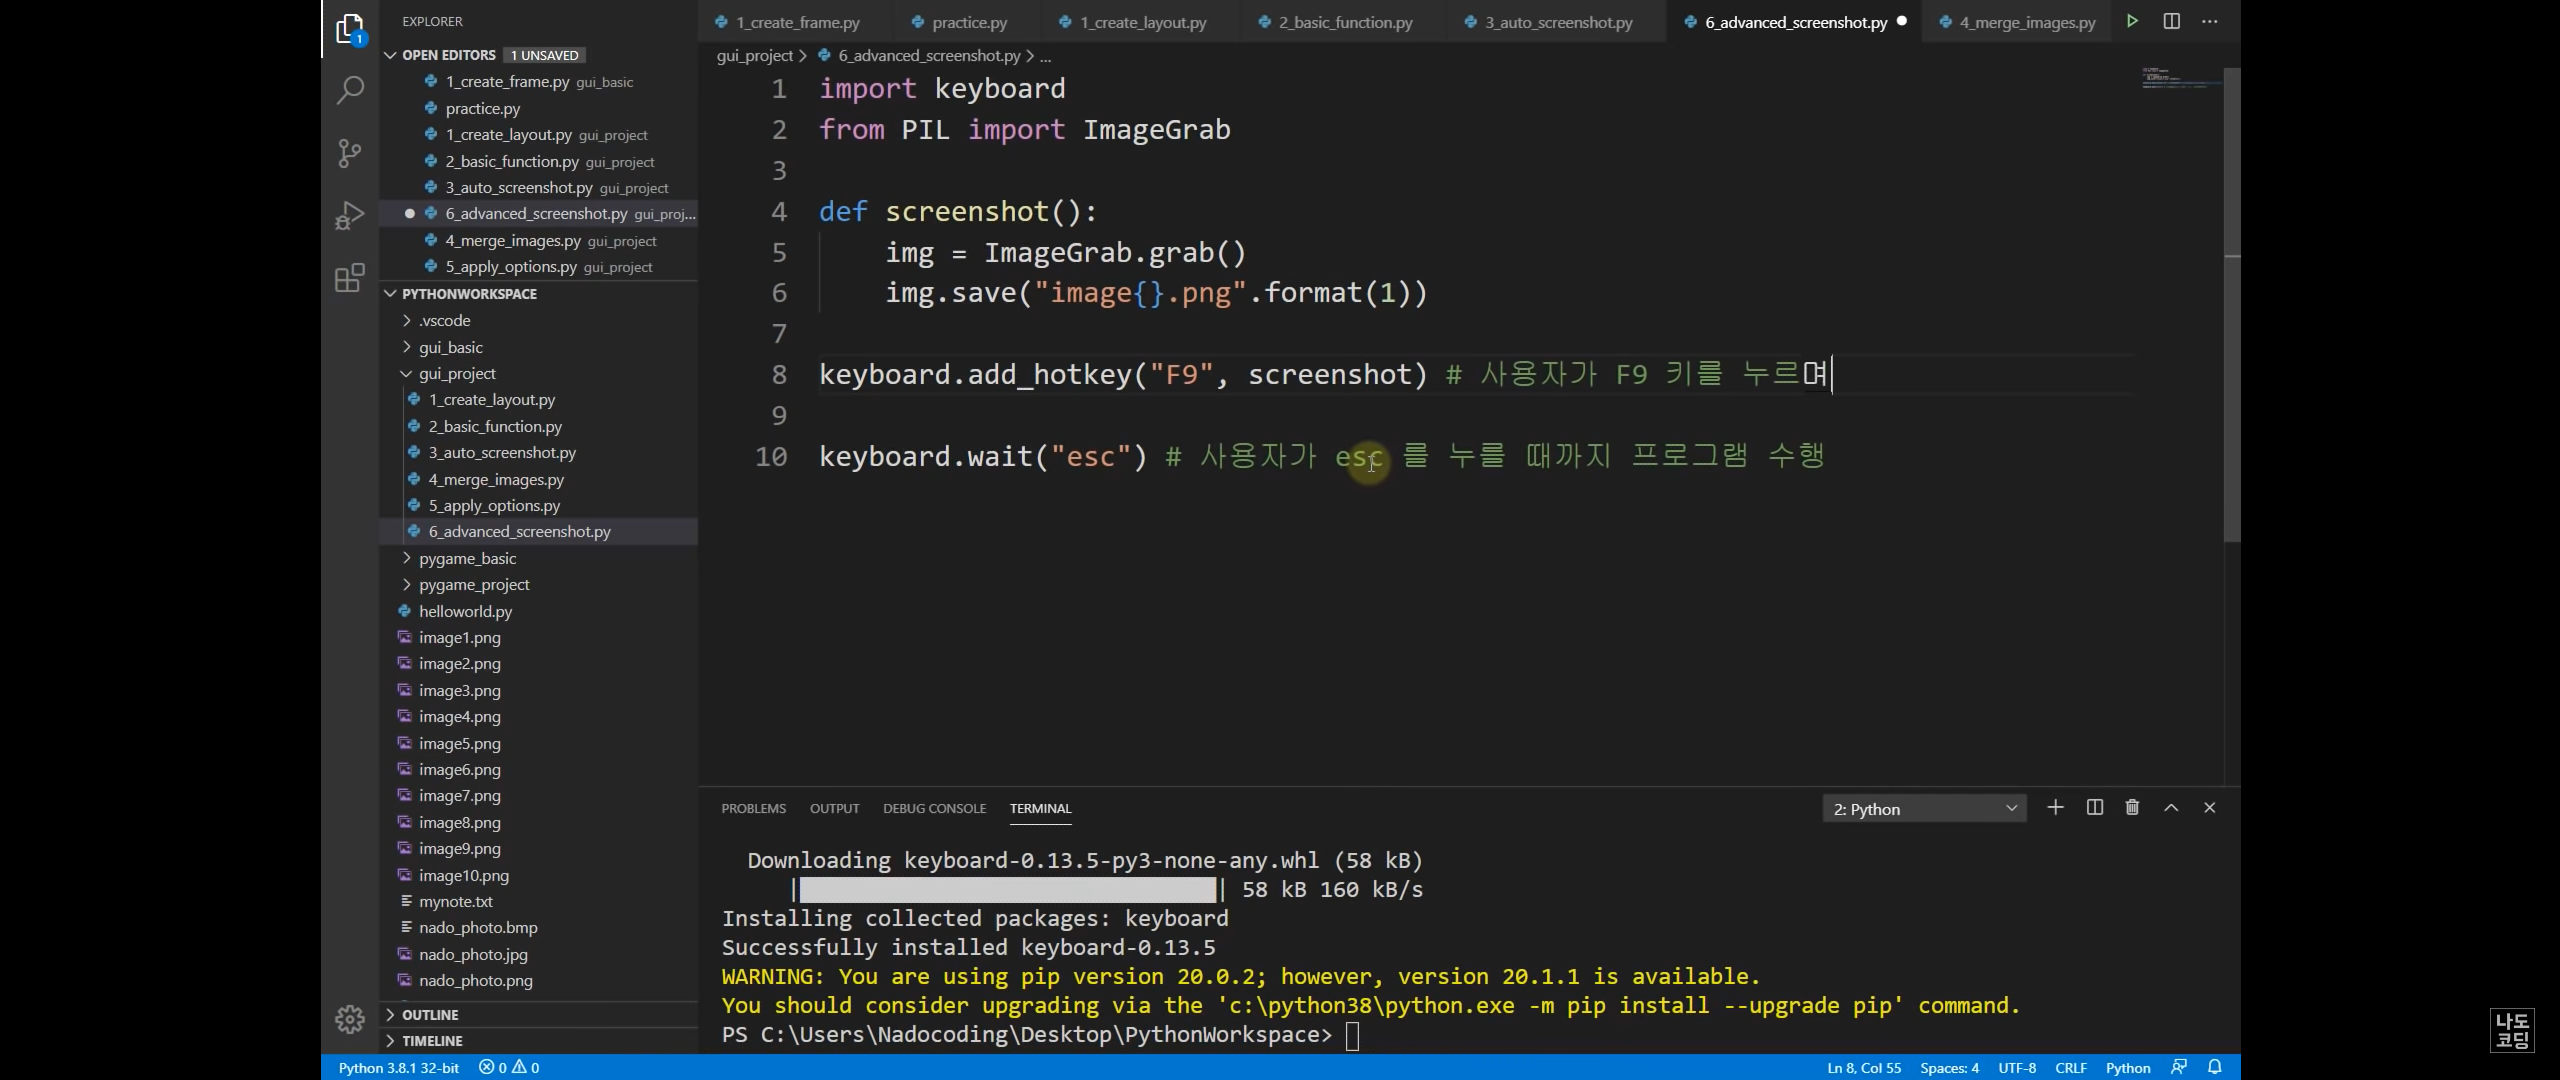 EXPLORER
OPEN EDITORS 1 UNSAVED
1_create_frame.py gui_basic
practice.py
1_create_layout.py gui_project
2_basic_function.py gui_project
3_auto_screenshot.py gui_project
6_advanced_screenshot.py gui_proj...
4_merge_images.py gui_project
5_apply_options.py gui_project
PYTHONWORKSPACE
.vscode
gui_basic
gui_project
1_create_layout.py
2_basic_function.py
3_auto_screenshot.py
4_merge_images.py
5_apply_options.py
6_advanced_screenshot.py
pygame_basic
pygame_project
helloworld.py
image1.png
image2.png
image3.png
image4.png
image5.png
image6.png
image7.png
image8.png
image9.png
image10.png
mynote.txt
nado_photo.bmp
nado_photo.jpg
nado_photo.png
OUTLINE
TIMELINE
1
1_create_frame.py practice.py 1_create_layout.py 2_basic_function.py 3_auto_screenshot.py 6_advanced_screenshot.py 4_merge_images.py
gui_project > 6_advanced_screenshot.py > ...
1 import keyboard
2 from PIL import ImageGrab
3
4 def screenshot():
5 img = ImageGrab.grab()
6 img.save("image{}.png".format(1))
7
8 keyboard.add_hotkey("F9", screenshot) # 사용자가 F9 키를 누르며
9
10 keyboard.wait("esc") # 사용자가 esc 를 누를 때까지 프로그램 수행
PROBLEMS OUTPUT DEBUG CONSOLE TERMINAL 2: Python
Downloading keyboard-0.13.5-py3-none-any.whl (58 kB)
| | 58 kB 160 kB/s
Installing collected packages: keyboard
Successfully installed keyboard-0.13.5
WARNING: You are using pip version 20.0.2; however, version 20.1.1 is available.
You should consider upgrading via the 'c:\python38\python.exe -m pip install --upgrade pip' command.
PS C:\Users\Nadocoding\Desktop\PythonWorkspace>
Python 3.8.1 32-bit 0 0 Ln 8, Col 55 Spaces: 4 UTF-8 CRLF Python
나도
코딩